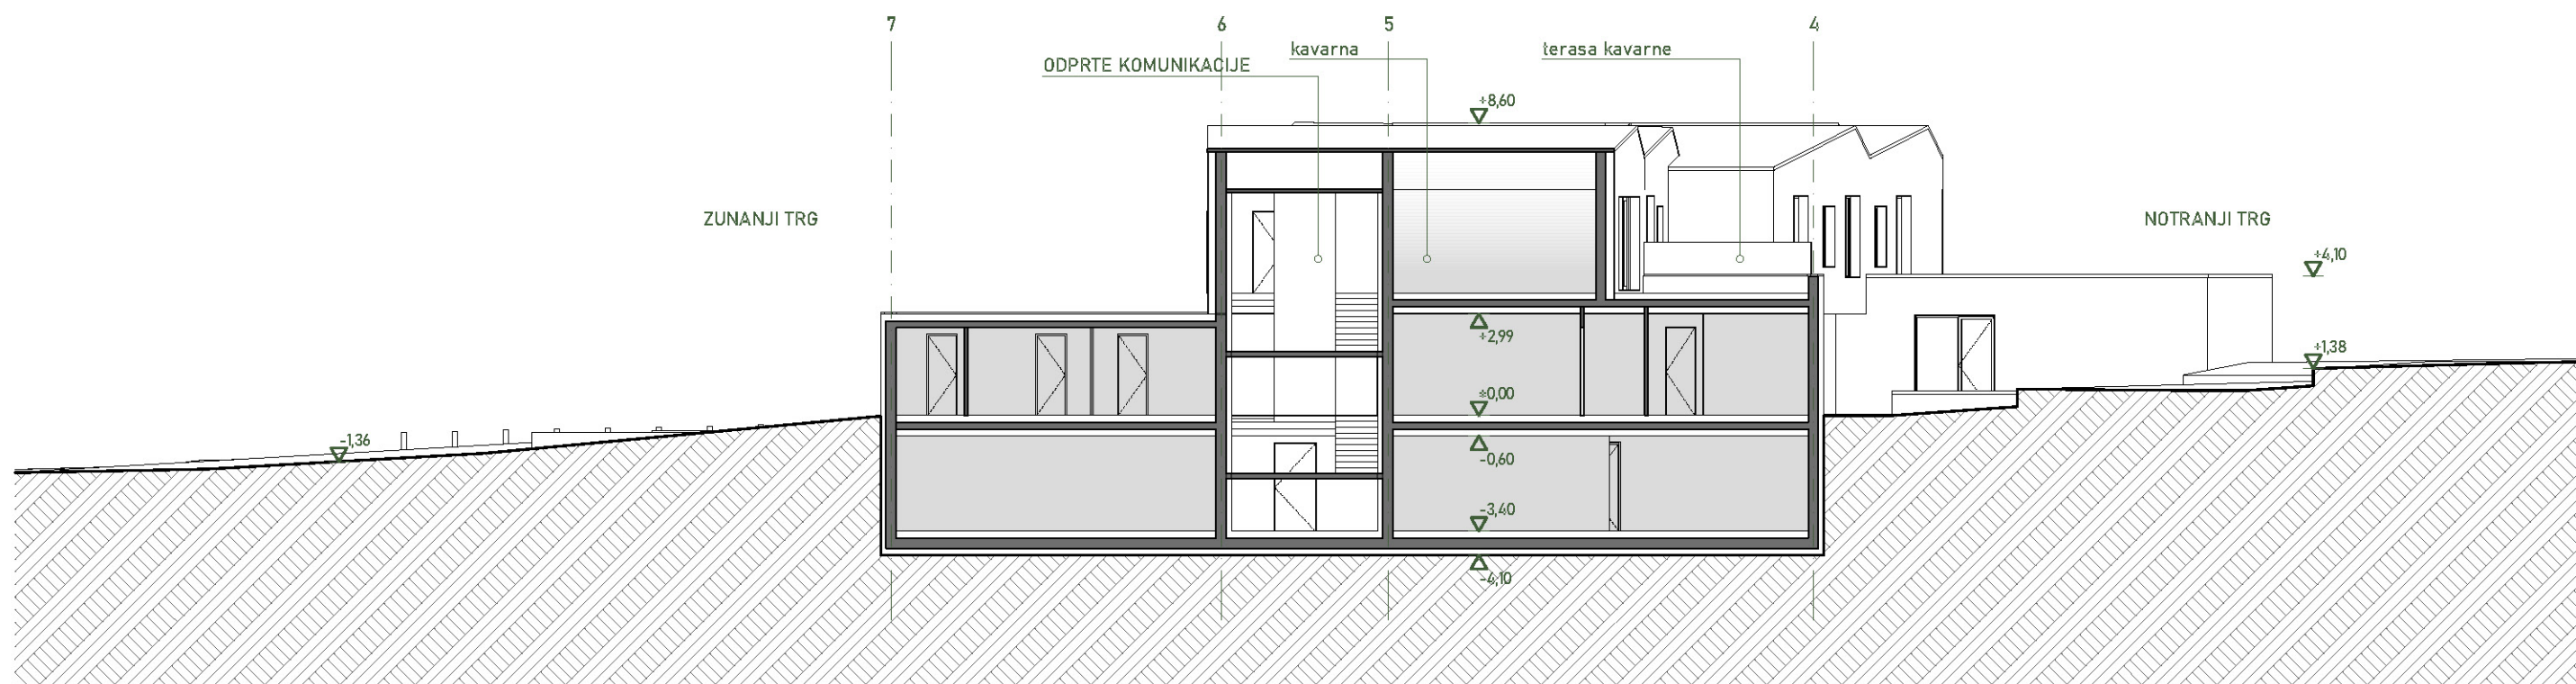 7
6
5
4
kavarna
terasa kavarne
ODPRTE KOMUNIKACIJE
+8,60
ZUNANJI TRG
NOTRANJI TRG
+4,10
+2,99
+1,38
±0,00
-1,36
-0,60
-3,40
-4,10